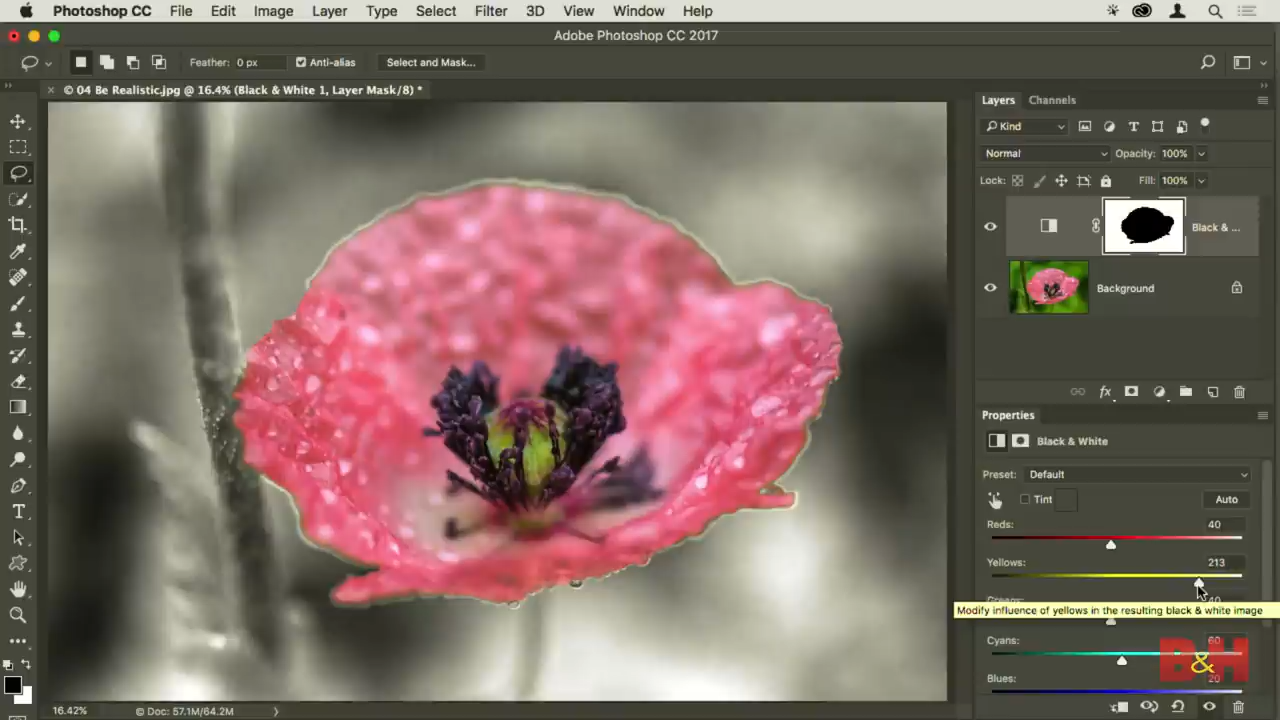 Photoshop CC File Edit Image Layer Type Select Filter 3D View Window Help
Adobe Photoshop CC 2017
Feather: 0 px Anti-alias Select and Mask...
© 04 Be Realistic.jpg @ 16.4% (Black & White 1, Layer Mask/8) *
Layers Channels
Kind
Normal Opacity: 100%
Lock: Fill: 100%
Black & ...
Background
Properties
Black & White
Preset: Default
Tint Auto
Reds: 40
Yellows: 213
Greens: 40
Modify influence of yellows in the resulting black & white image
Cyans: 60
B&H
Blues: 20
16.42% © Doc: 57.1M/64.2M